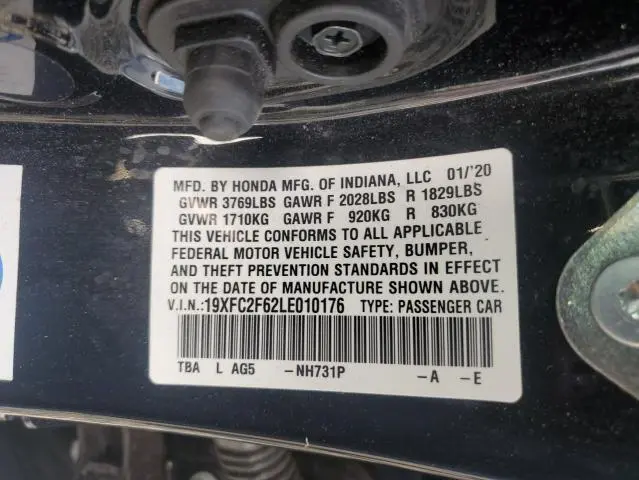 MFD. BY HONDA MFG. OF INDIANA, LLC 01/'20
GVWR 3769LBS GAWR F 2028LBS R 1829LBS
GVWR 1710KG GAWR F 920KG R 830KG
THIS VEHICLE CONFORMS TO ALL APPLICABLE
FEDERAL MOTOR VEHICLE SAFETY, BUMPER,
AND THEFT PREVENTION STANDARDS IN EFFECT
ON THE DATE OF MANUFACTURE SHOWN ABOVE.
V.I.N.:19XFC2F62LE010176 TYPE: PASSENGER CAR
TBA L AG5 -NH731P -A -E